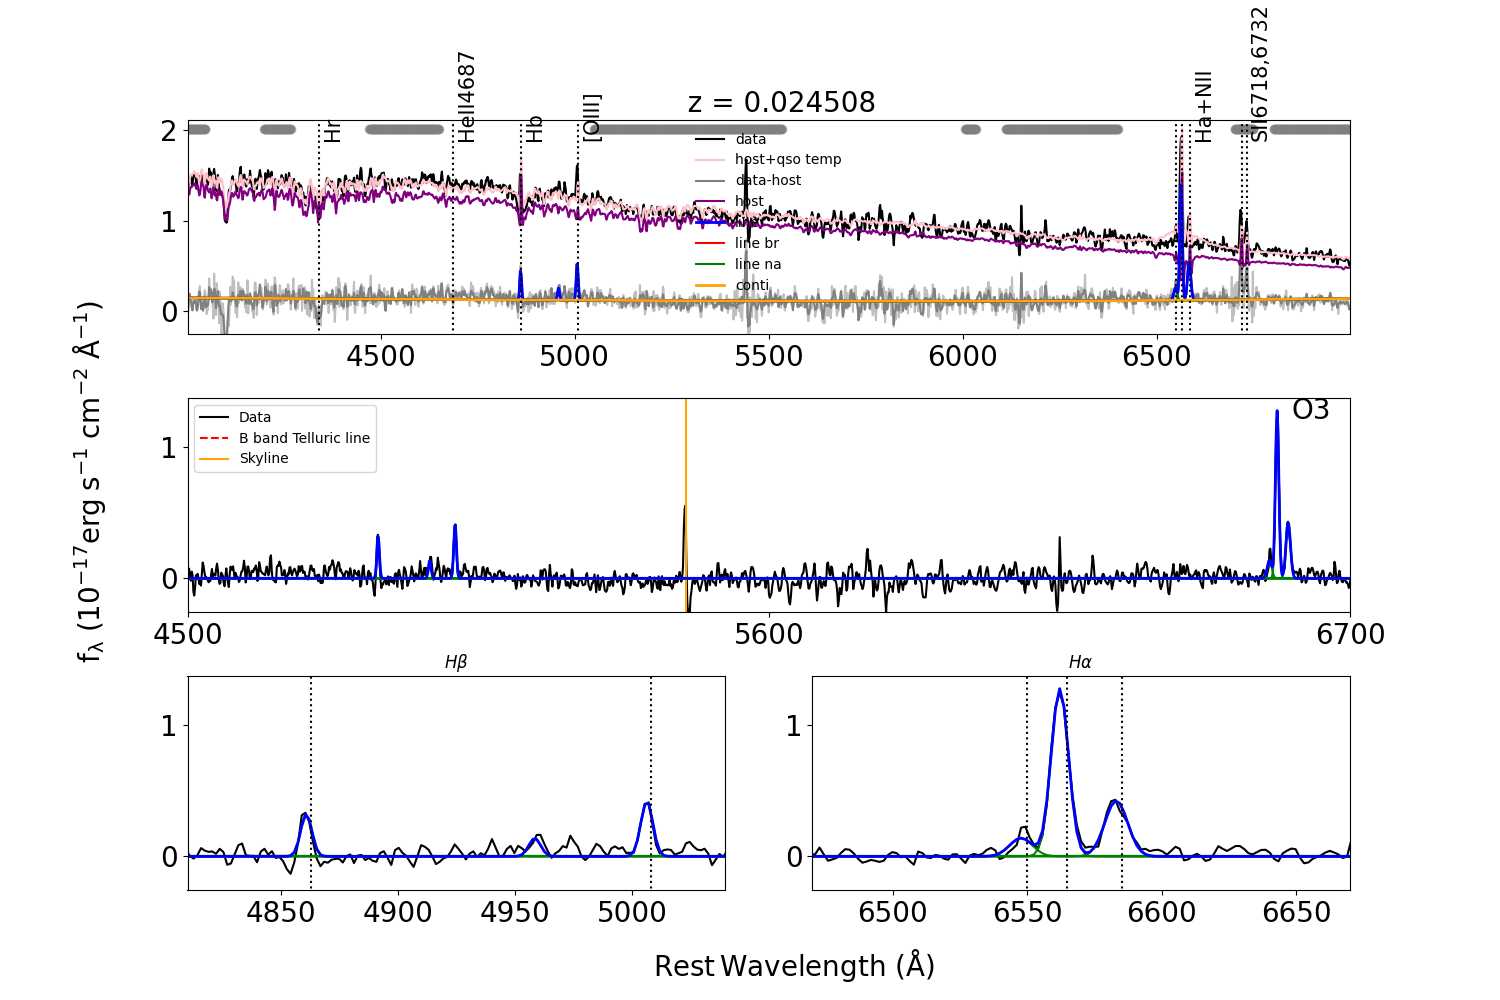 z = 0.024508
Hr
HeII4687
Hb
[OIII]
Ha+NII
SII6718,6732
data
host+qso temp
data-host
host
line br
line na
conti
2
1
0
4500
5000
5500
6000
6500
fλ (10−17erg s−1 cm−2 Å−1)
Data
B band Telluric line
Skyline
O3
1
0
4500
5600
6700
Hβ
1
0
4850
4900
4950
5000
Hα
1
0
6500
6550
6600
6650
Rest Wavelength (Å)